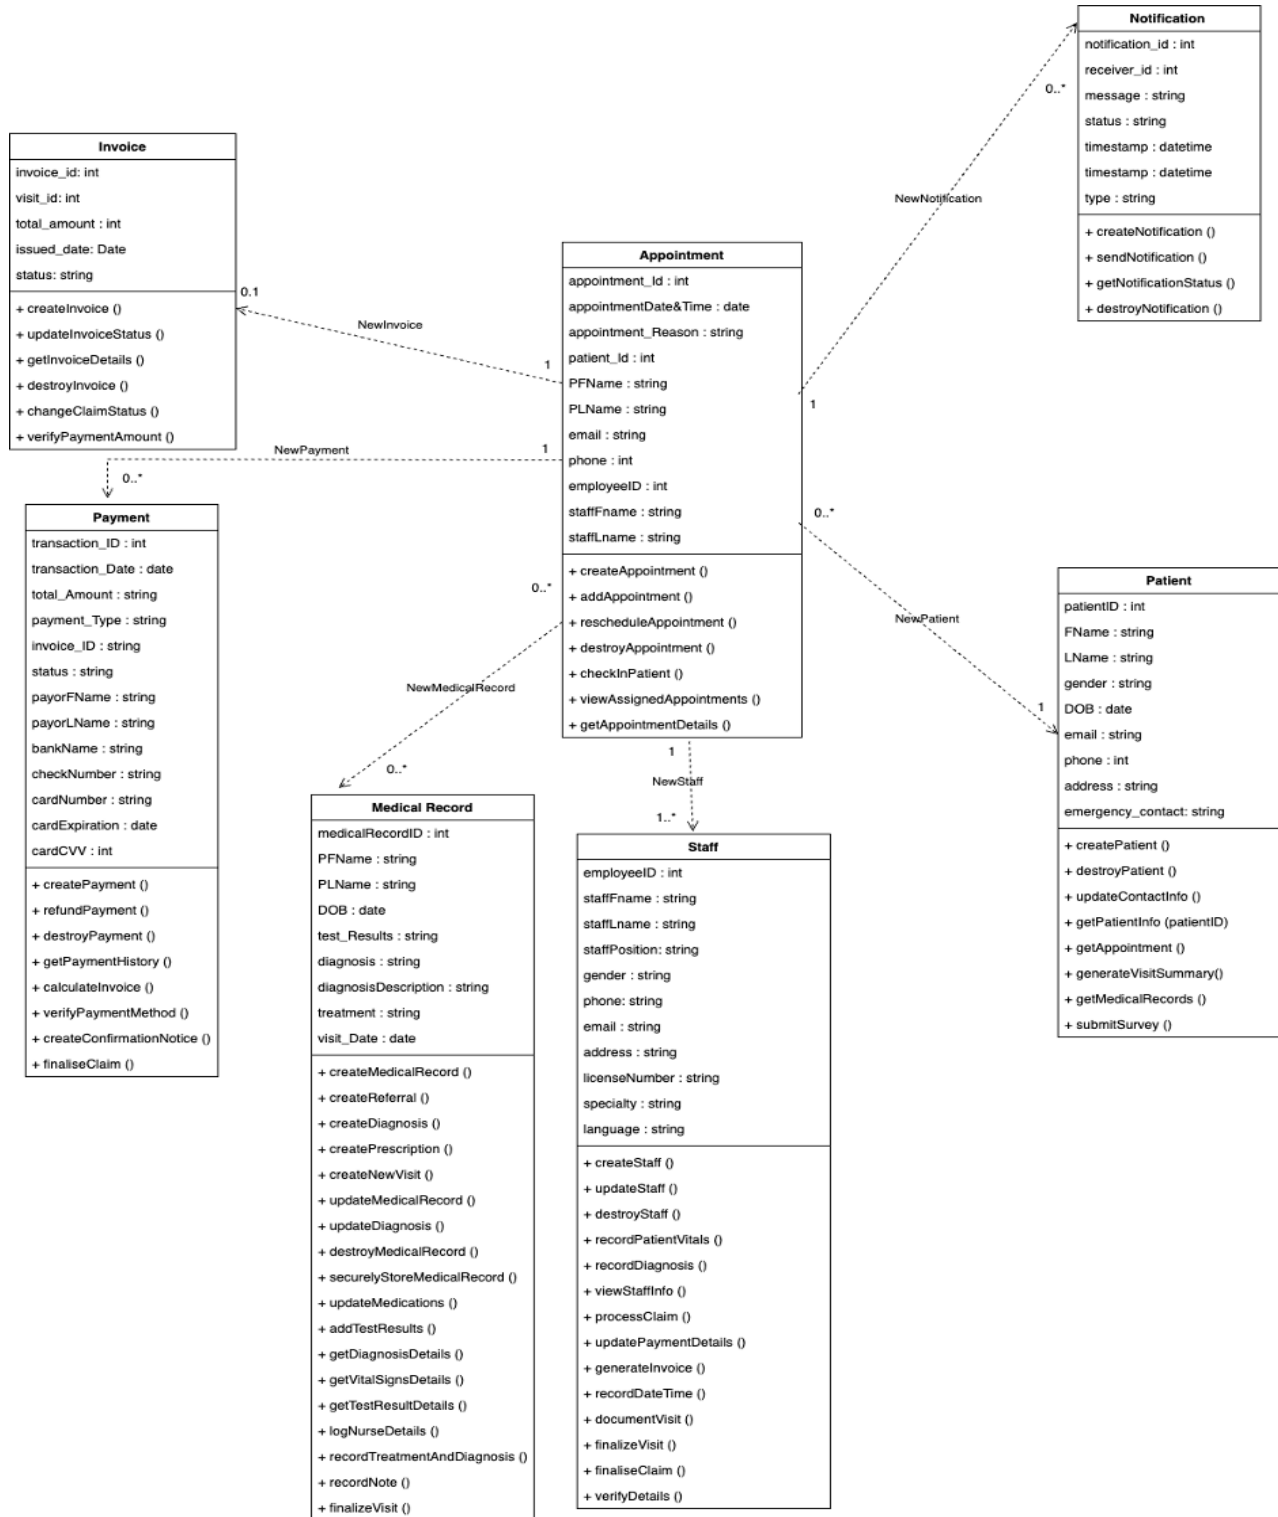 Notification
notification_id : int
receiver_id : int
message : string
status : string
timestamp : datetime
timestamp : datetime
type : string
+ createNotification ()
+ sendNotification ()
+ getNotificationStatus ()
+ destroyNotification ()
0..*
NewNotification
1
Invoice
invoice_id: int
visit_id: int
total_amount : int
issued_date: Date
status: string
+ createInvoice ()
+ updateInvoiceStatus ()
+ getInvoiceDetails ()
+ destroyInvoice ()
+ changeClaimStatus ()
+ verifyPaymentAmount ()
0.1
NewInvoice
1
Appointment
appointment_Id : int
appointmentDate&Time : date
appointment_Reason : string
patient_Id : int
PFName : string
PLName : string
email : string
phone : int
employeeID : int
staffFname : string
staffLname : string
+ createAppointment ()
+ addAppointment ()
+ rescheduleAppointment ()
+ destroyAppointment ()
+ checkInPatient ()
+ viewAssignedAppointments ()
+ getAppointmentDetails ()
NewPayment
1
0..*
Payment
transaction_ID : int
transaction_Date : date
total_Amount : string
payment_Type : string
invoice_ID : string
status : string
payorFName : string
payorLName : string
bankName : string
checkNumber : string
cardNumber : string
cardExpiration : date
cardCVV : int
+ createPayment ()
+ refundPayment ()
+ destroyPayment ()
+ getPaymentHistory ()
+ calculateInvoice ()
+ verifyPaymentMethod ()
+ createConfirmationNotice ()
+ finaliseClaim ()
0..*
NewPatient
1
Patient
patientID : int
FName : string
LName : string
gender : string
DOB : date
email : string
phone : int
address : string
emergency_contact: string
+ createPatient ()
+ destroyPatient ()
+ updateContactInfo ()
+ getPatientInfo (patientID)
+ getAppointment ()
+ generateVisitSummary()
+ getMedicalRecords ()
+ submitSurvey ()
0..*
NewMedicalRecord
0..*
Medical Record
medicalRecordID : int
PFName : string
PLName : string
DOB : date
test_Results : string
diagnosis : string
diagnosisDescription : string
treatment : string
visit_Date : date
+ createMedicalRecord ()
+ createReferral ()
+ createDiagnosis ()
+ createPrescription ()
+ createNewVisit ()
+ updateMedicalRecord ()
+ updateDiagnosis ()
+ destroyMedicalRecord ()
+ securelyStoreMedicalRecord ()
+ updateMedications ()
+ addTestResults ()
+ getDiagnosisDetails ()
+ getVitalSignsDetails ()
+ getTestResultDetails ()
+ logNurseDetails ()
+ recordTreatmentAndDiagnosis ()
+ recordNote ()
+ finalizeVisit ()
1
NewStaff
1..*
Staff
employeeID : int
staffFname : string
staffLname : string
staffPosition: string
gender : string
phone: string
email : string
address : string
licenseNumber : string
specialty : string
language : string
+ createStaff ()
+ updateStaff ()
+ destroyStaff ()
+ recordPatientVitals ()
+ recordDiagnosis ()
+ viewStaffInfo ()
+ processClaim ()
+ updatePaymentDetails ()
+ generateInvoice ()
+ recordDateTime ()
+ documentVisit ()
+ finalizeVisit ()
+ finaliseClaim ()
+ verifyDetails ()